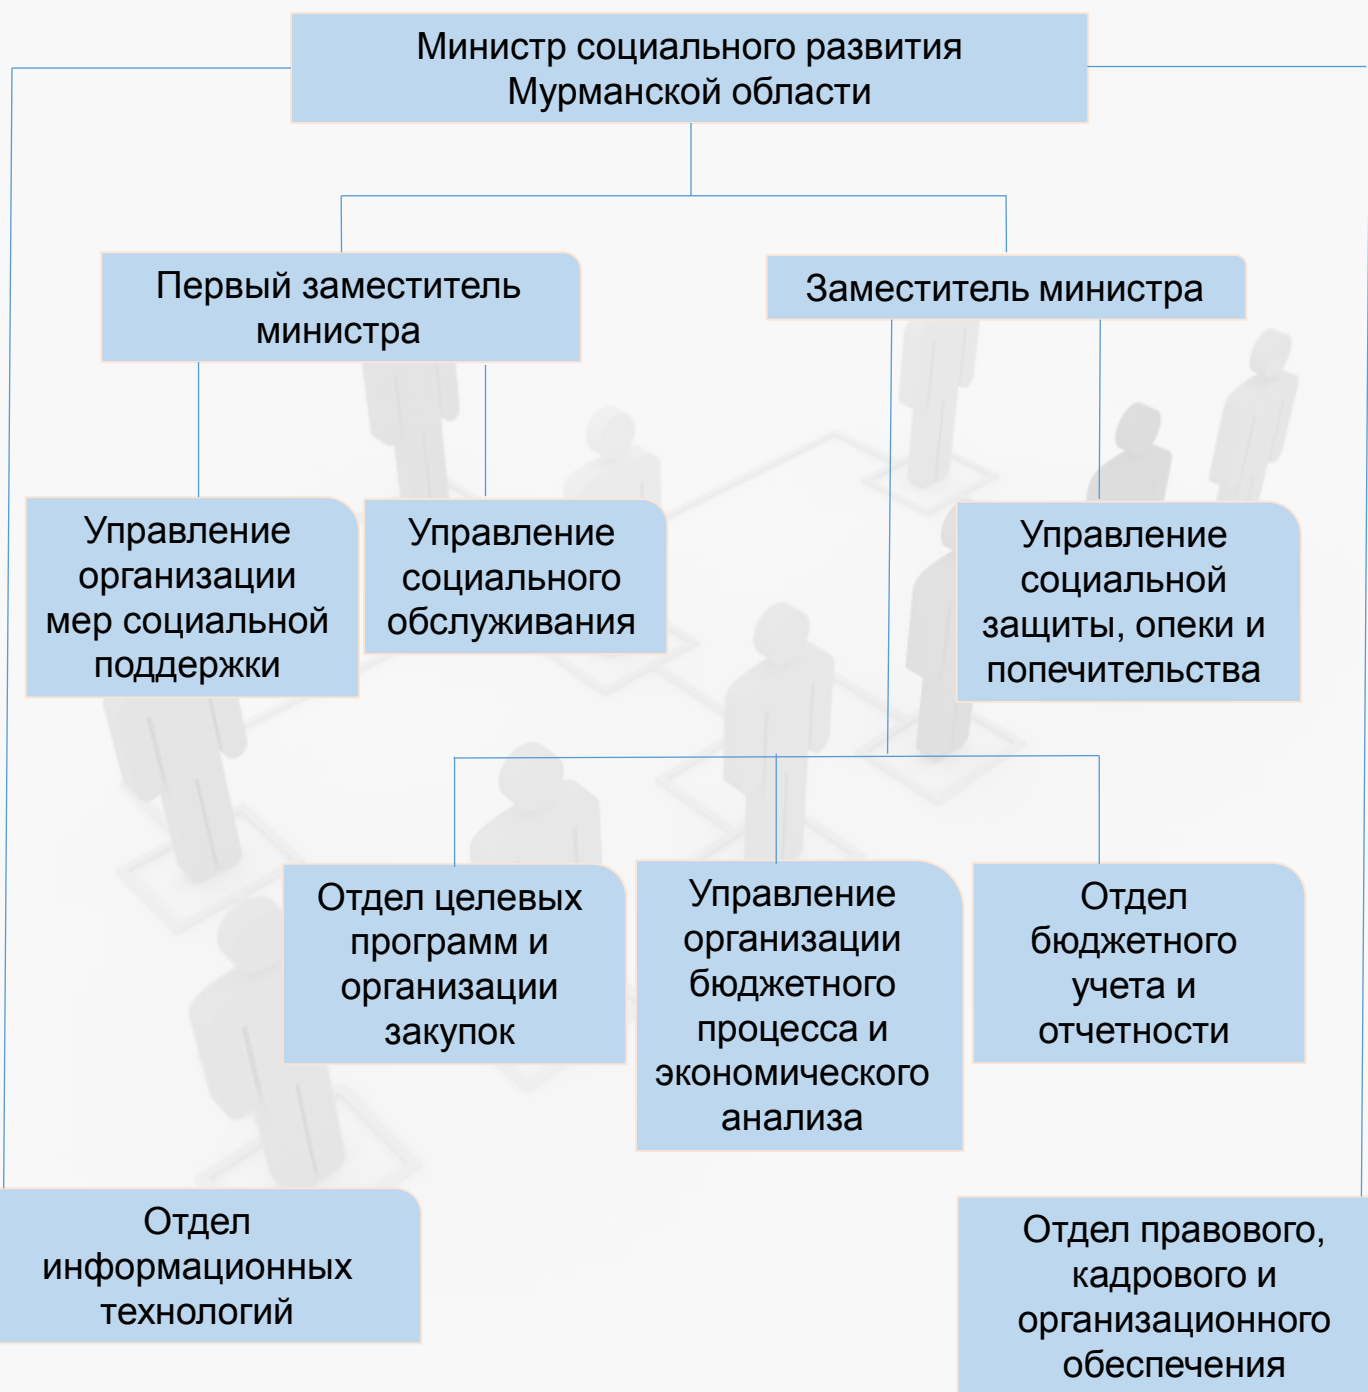 Министр социального развития
Мурманской области
Первый заместитель
министра
Заместитель министра
Управление
организации
мер социальной
поддержки
Управление
социального
обслуживания
Управление
социальной
защиты, опеки и
попечительства
Отдел целевых
программ и
организации
закупок
Управление
организации
бюджетного
процесса и
экономического
анализа
Отдел
бюджетного
учета и
отчетности
Отдел
информационных
технологий
Отдел правового,
кадрового и
организационного
обеспечения